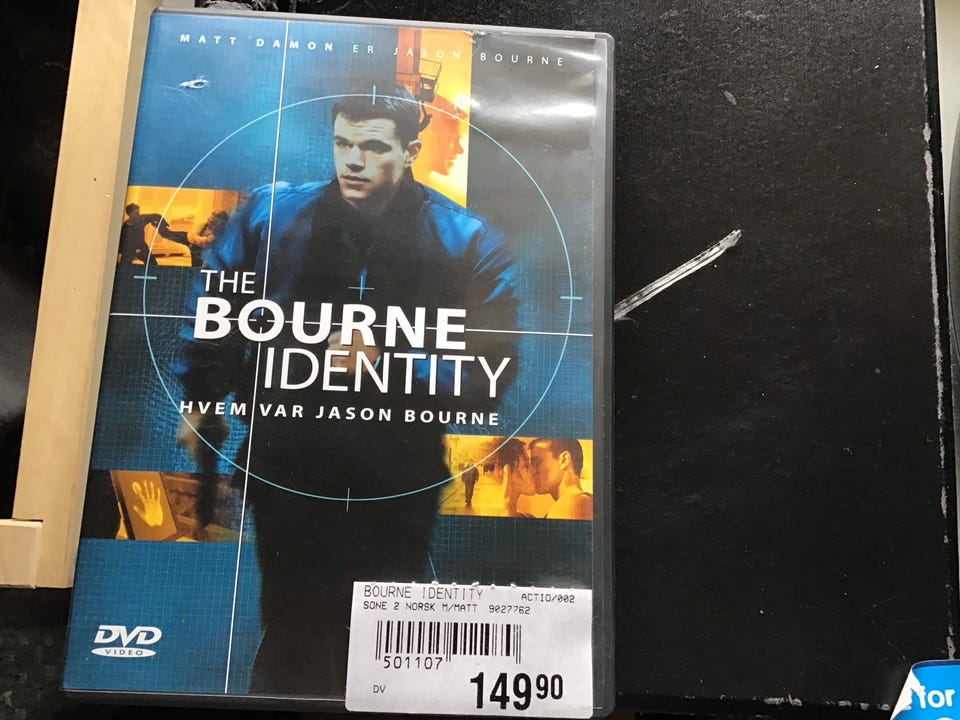 MATT DAMON ER JASON BOURNE
THE
BOURNE
IDENTITY
HVEM VAR JASON BOURNE
DVD
VIDEO
BOURNE IDENTITY ACTIO/002
SONE 2 NORSK M/MATT 9027762
501107
DV 149 90
for